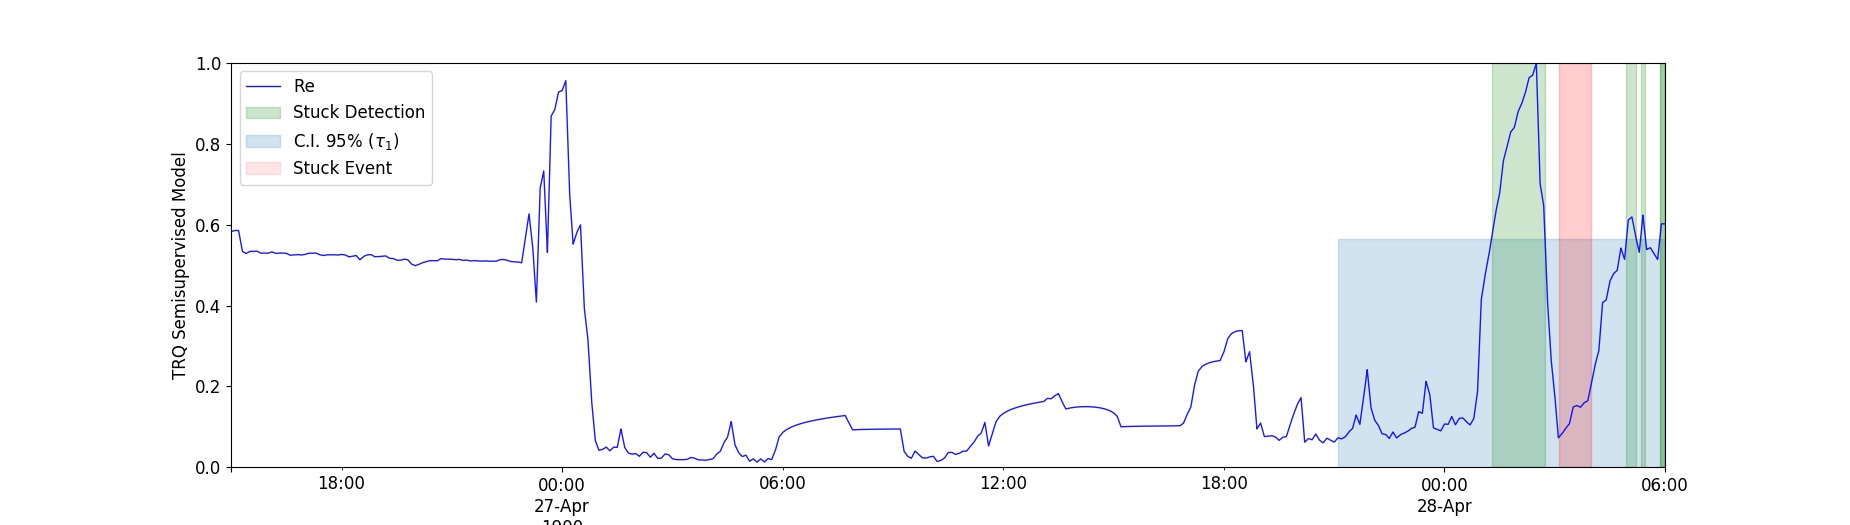 TRQ Semisupervised Model
1.0
0.8
0.6
0.4
0.2
0.0
Re
Stuck Detection
C.I. 95% (τ₁)
Stuck Event
18:00 00:00 06:00 12:00 18:00 00:00 06:00
27-Apr 28-Apr
1900